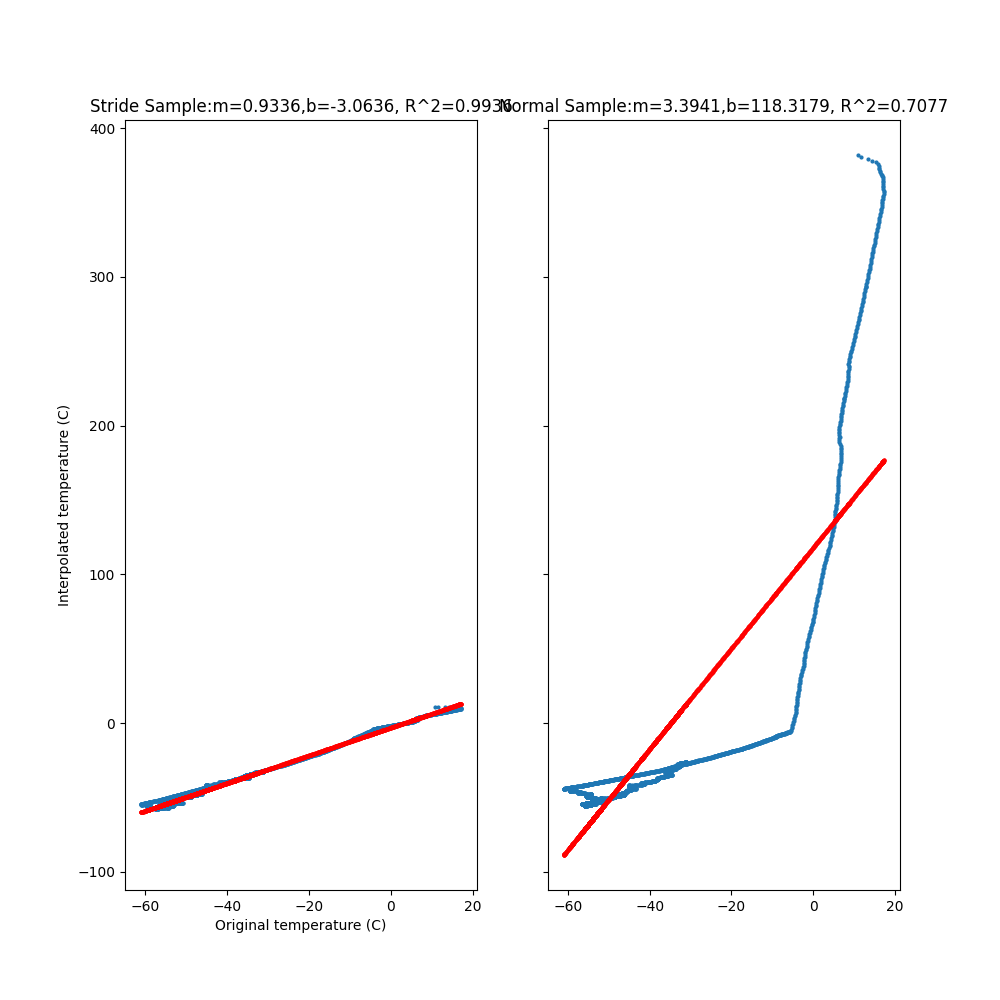 Stride Sample:m=0.9336,b=-3.0636, R^2=0.9936
Normal Sample:m=3.3941,b=118.3179, R^2=0.7077
400
300
200
100
0
−100
Interpolated temperature (C)
−60 −40 −20 0 20
−60 −40 −20 0 20
Original temperature (C)